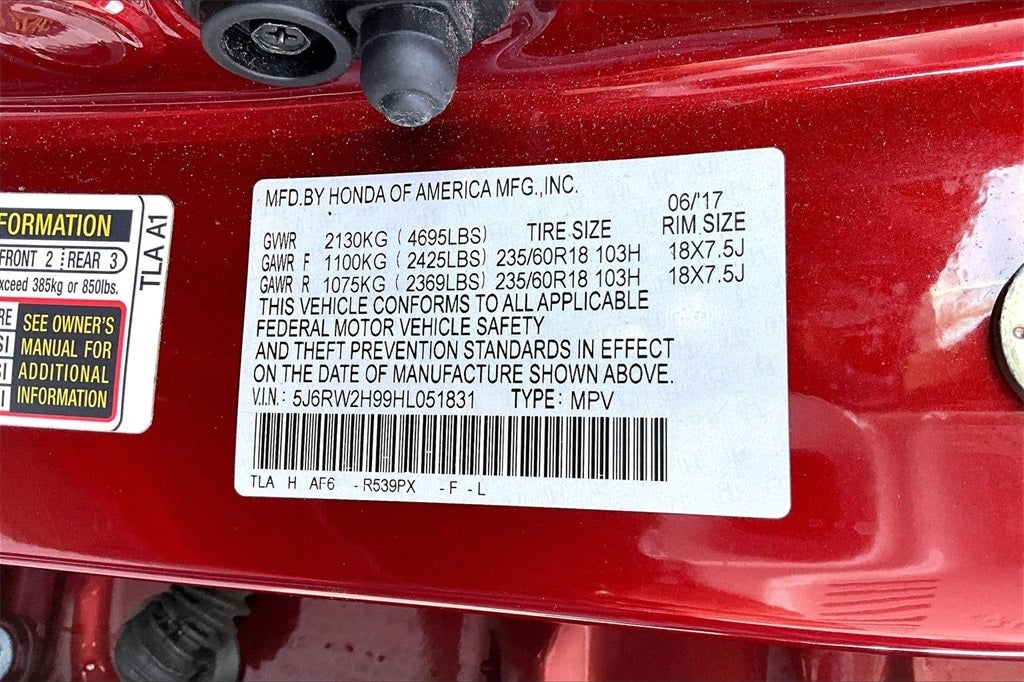 FORMATION
FRONT 2 REAR 3
exceed 385kg or 850lbs.
SEE OWNER'S
MANUAL FOR
ADDITIONAL
INFORMATION
TLA A1
MFD.BY HONDA OF AMERICA MFG.,INC. 06/'17
GVWR 2130KG ( 4695LBS) TIRE SIZE RIM SIZE
GAWR F 1100KG ( 2425LBS) 235/60R18 103H 18X7.5J
GAWR R 1075KG ( 2369LBS) 235/60R18 103H 18X7.5J
THIS VEHICLE CONFORMS TO ALL APPLICABLE
FEDERAL MOTOR VEHICLE SAFETY
AND THEFT PREVENTION STANDARDS IN EFFECT
ON THE DATE OF MANUFACTURE SHOWN ABOVE.
V.I.N.: 5J6RW2H99HL051831 TYPE: MPV
TLA H AF6 - R539PX - F - L